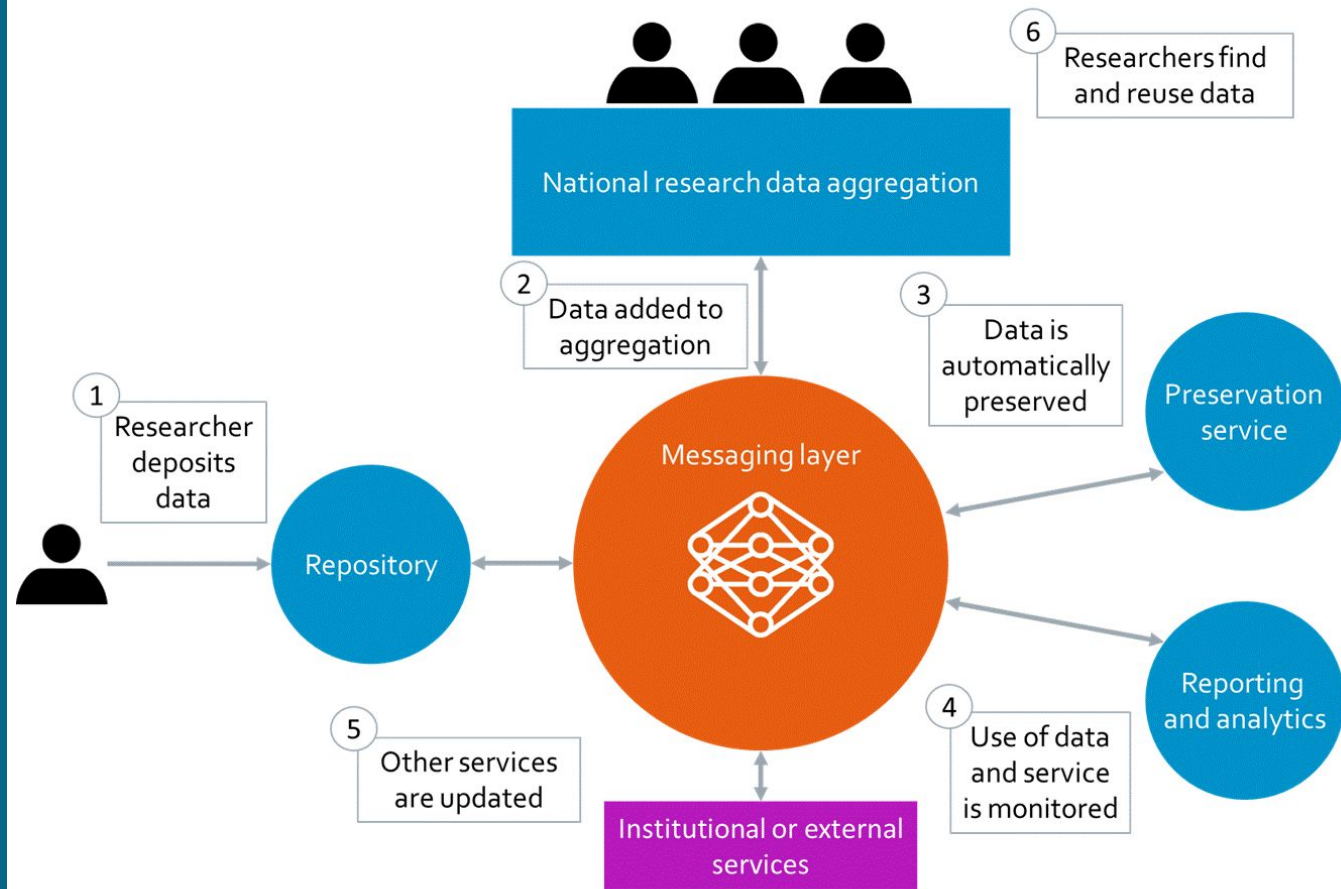 6
Researchers find
and reuse data
National research data aggregation
2
Data added to
aggregation
3
Data is
automatically
preserved
Preservation
service
1
Researcher
deposits
data
Messaging layer
Repository
Reporting
and analytics
4
Use of data
and service
is monitored
5
Other services
are updated
Institutional or external
services